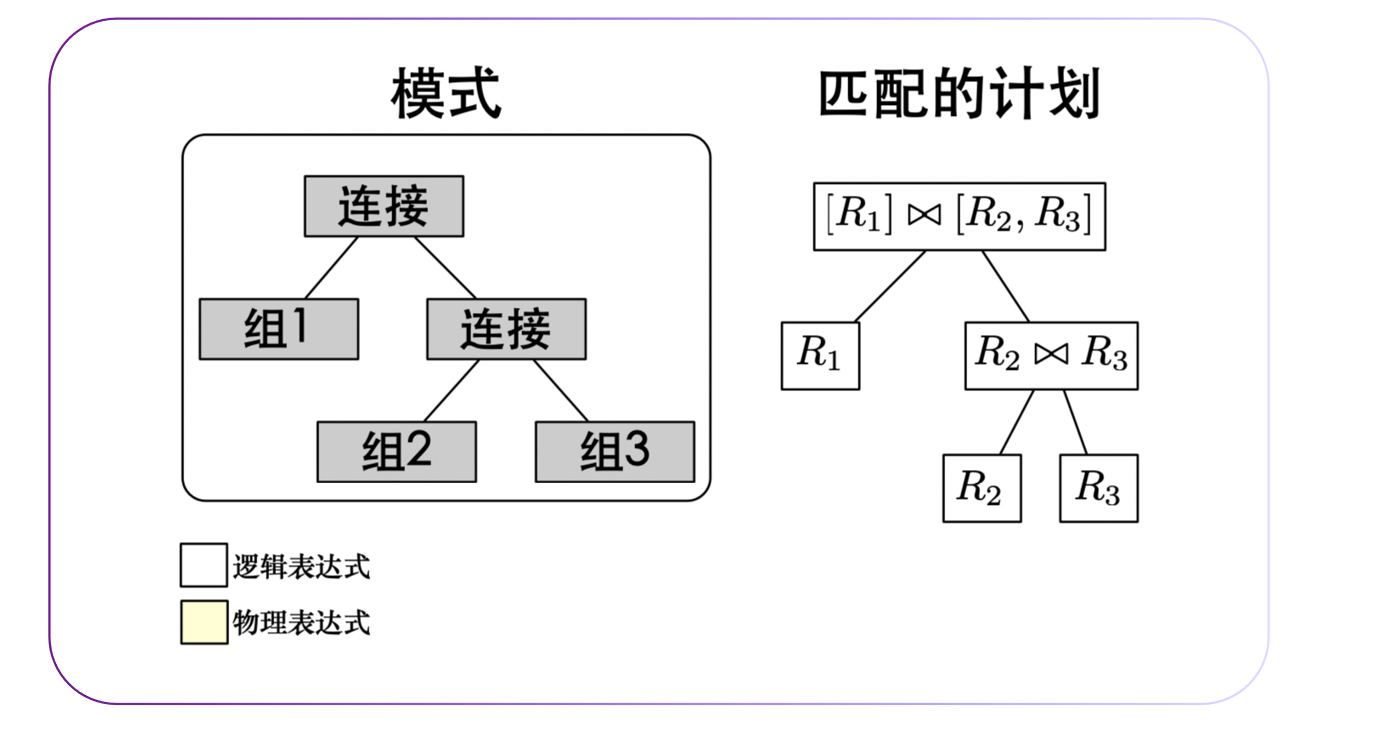 模式
匹配的计划
连接
组1
连接
组2
组3
[R₁] ⋈ [R₂, R₃]
R₁
R₂ ⋈ R₃
R₂
R₃
逻辑表达式
物理表达式